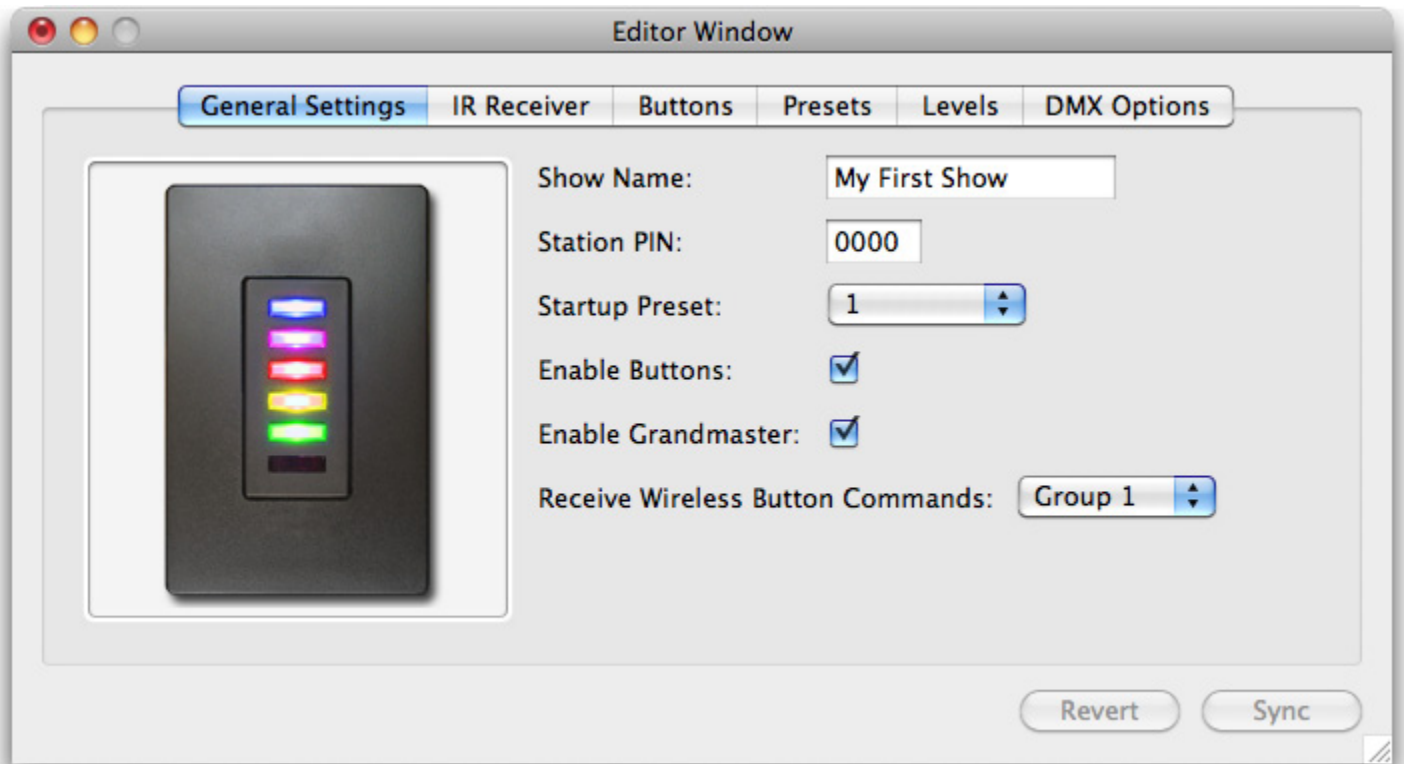 Editor Window
General Settings IR Receiver Buttons Presets Levels DMX Options
Show Name: My First Show
Station PIN: 0000
Startup Preset: 1
Enable Buttons:
Enable Grandmaster:
Receive Wireless Button Commands: Group 1
Revert Sync